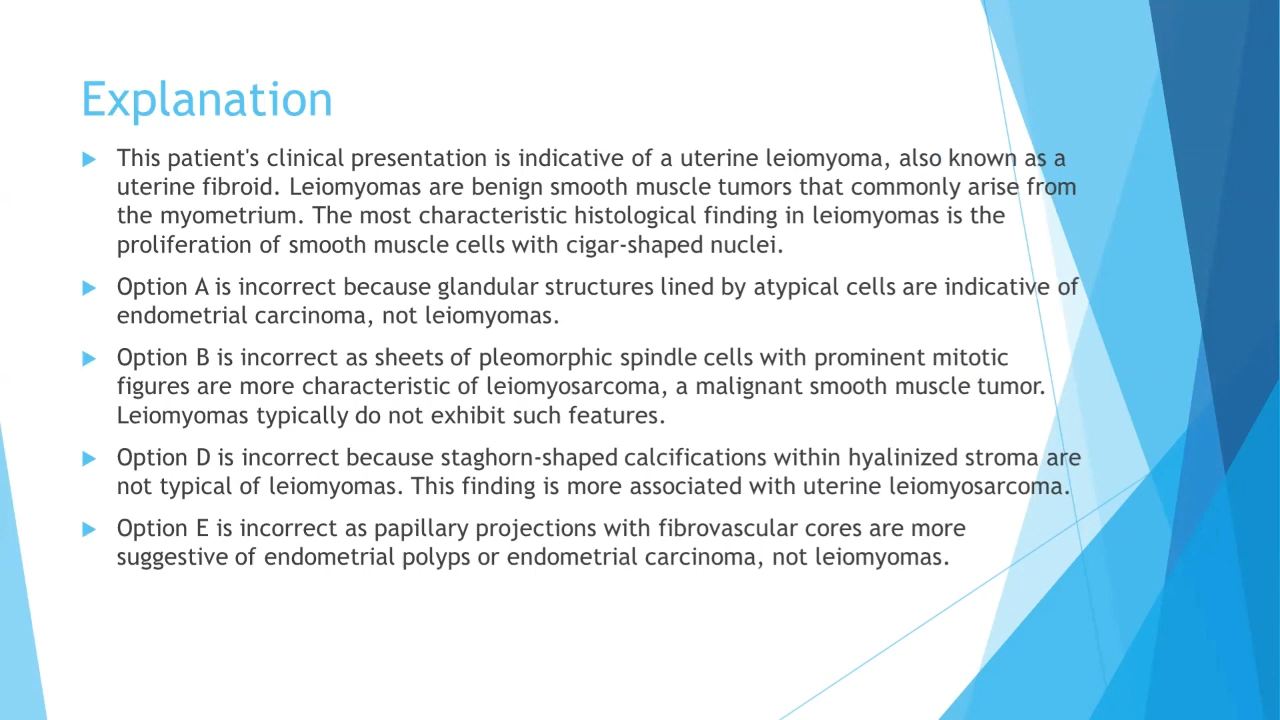 Explanation
This patient's clinical presentation is indicative of a uterine leiomyoma, also known as a
uterine fibroid. Leiomyomas are benign smooth muscle tumors that commonly arise from
the myometrium. The most characteristic histological finding in leiomyomas is the
proliferation of smooth muscle cells with cigar-shaped nuclei.
Option A is incorrect because glandular structures lined by atypical cells are indicative of
endometrial carcinoma, not leiomyomas.
Option B is incorrect as sheets of pleomorphic spindle cells with prominent mitotic
figures are more characteristic of leiomyosarcoma, a malignant smooth muscle tumor.
Leiomyomas typically do not exhibit such features.
Option D is incorrect because staghorn-shaped calcifications within hyalinized stroma are
not typical of leiomyomas. This finding is more associated with uterine leiomyosarcoma.
Option E is incorrect as papillary projections with fibrovascular cores are more
suggestive of endometrial polyps or endometrial carcinoma, not leiomyomas.